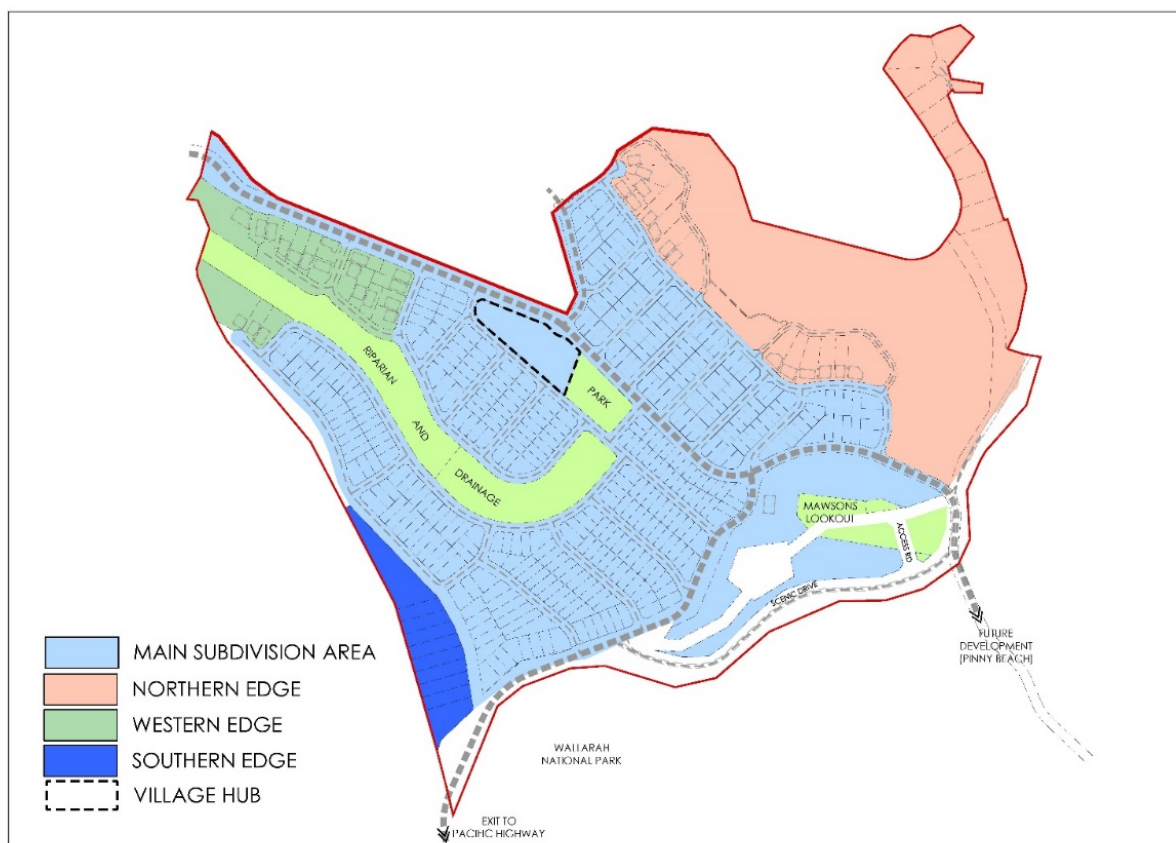 RIPARIAN
AND
DRAINAGE
PARK
MAWSONS
LOOKOUT
ACCESS RD
SCENIC DRIVE
FUTURE
DEVELOPMENT
[PINNY BEACH]
MAIN SUBDIVISION AREA
NORTHERN EDGE
WESTERN EDGE
SOUTHERN EDGE
VILLAGE HUB
WALLARAH
NATIONAL PARK
EXIT TO
PACIFIC HIGHWAY